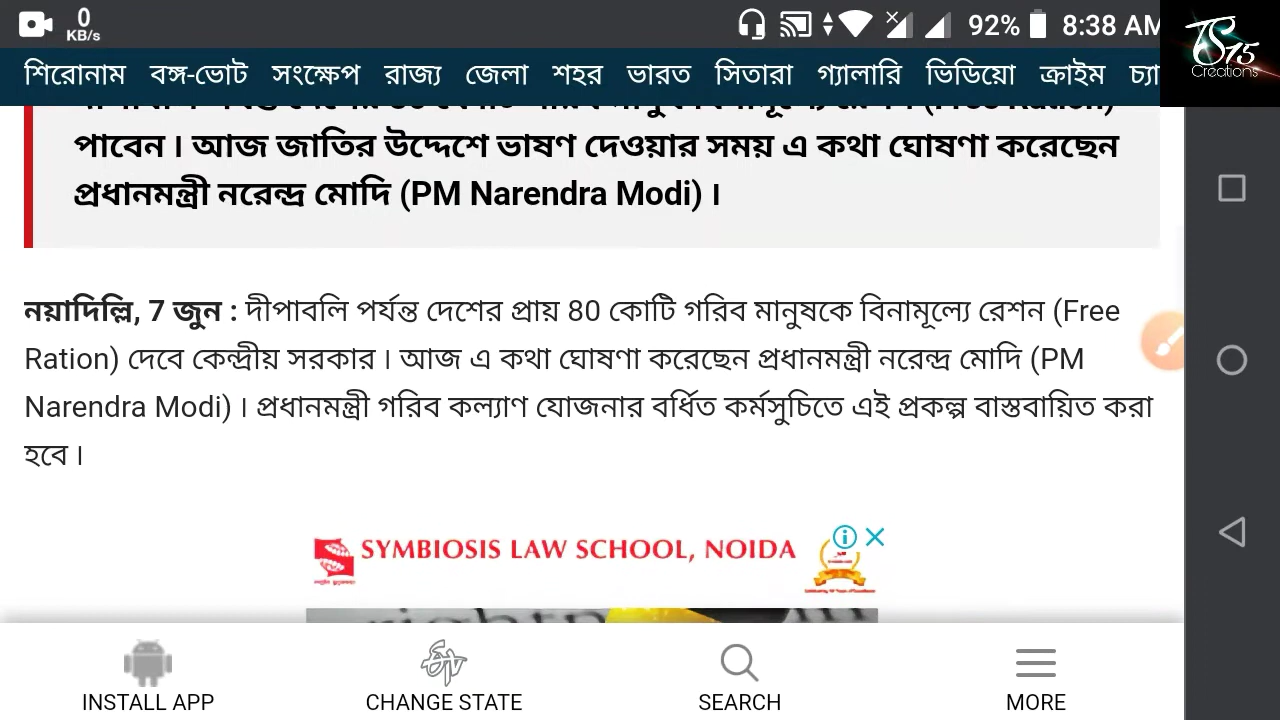 0
KB/s
92% 8:38 AM
TS15
Creations
শিরোনাম বঙ্গ-ভোট সংক্ষেপ রাজ্য জেলা শহর ভারত সিতারা গ্যালারি ভিডিয়ো ক্রাইম চ্যা
(Free Ration)
পাবেন । আজ জাতির উদ্দেশে ভাষণ দেওয়ার সময় এ কথা ঘোষণা করেছেন
প্রধানমন্ত্রী নরেন্দ্র মোদি (PM Narendra Modi) ।
নয়াদিল্লি, 7 জুন : দীপাবলি পর্যন্ত দেশের প্রায় 80 কোটি গরিব মানুষকে বিনামূল্যে রেশন (Free
Ration) দেবে কেন্দ্রীয় সরকার । আজ এ কথা ঘোষণা করেছেন প্রধানমন্ত্রী নরেন্দ্র মোদি (PM
Narendra Modi) । প্রধানমন্ত্রী গরিব কল্যাণ যোজনার বর্ধিত কর্মসুচিতে এই প্রকল্প বাস্তবায়িত করা
হবে ।
SYMBIOSIS LAW SCHOOL, NOIDA
INSTALL APP CHANGE STATE SEARCH MORE